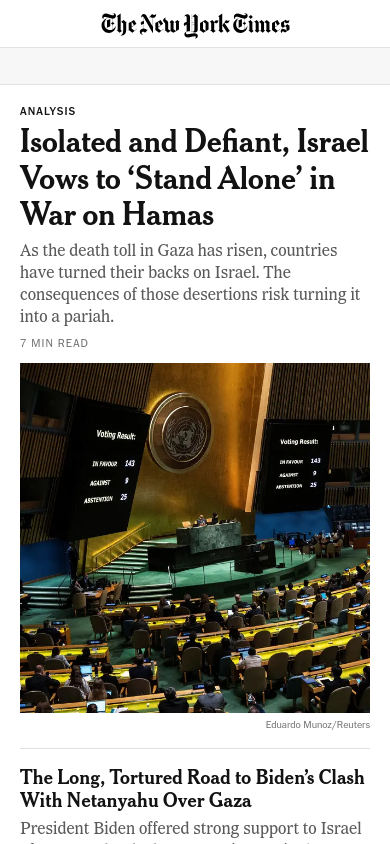 The New York Times
ANALYSIS
Isolated and Defiant, Israel
Vows to ‘Stand Alone’ in
War on Hamas
As the death toll in Gaza has risen, countries
have turned their backs on Israel. The
consequences of those desertions risk turning it
into a pariah.
7 MIN READ
Voting Result:
IN FAVOUR 143
AGAINST 9
ABSTENTION 25
Voting Result:
IN FAVOUR 143
AGAINST 9
ABSTENTION 25
Eduardo Munoz/Reuters
The Long, Tortured Road to Biden’s Clash
With Netanyahu Over Gaza
President Biden offered strong support to Israel